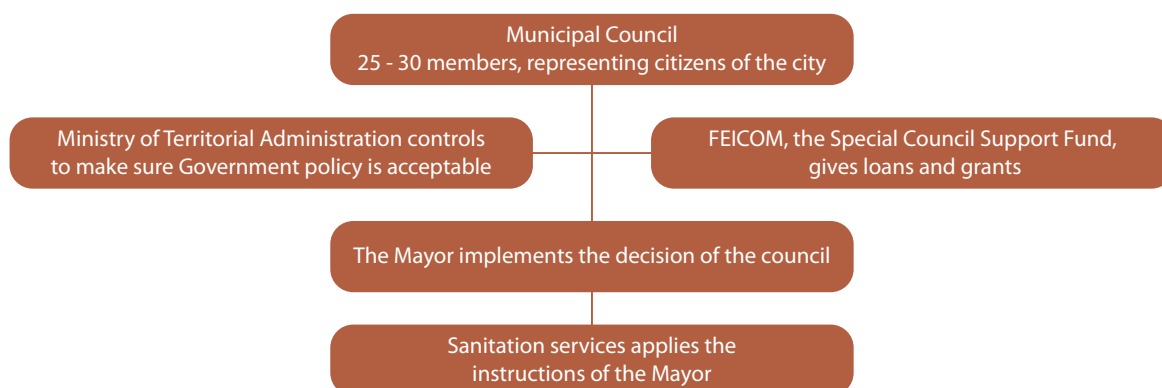 Municipal Council
25 - 30 members, representing citizens of the city
Ministry of Territorial Administration controls
to make sure Government policy is acceptable
FEICOM, the Special Council Support Fund,
gives loans and grants
The Mayor implements the decision of the council
Sanitation services applies the
instructions of the Mayor